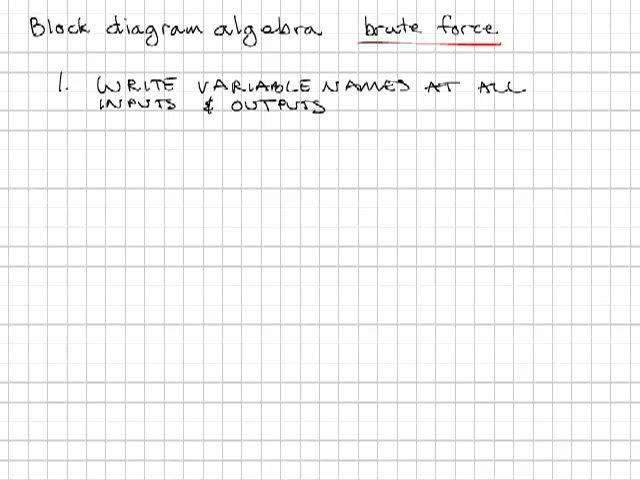 Block diagram algebra brute force
1. WRITE VARIABLE NAMES AT ALL
INPUTS & OUTPUTS